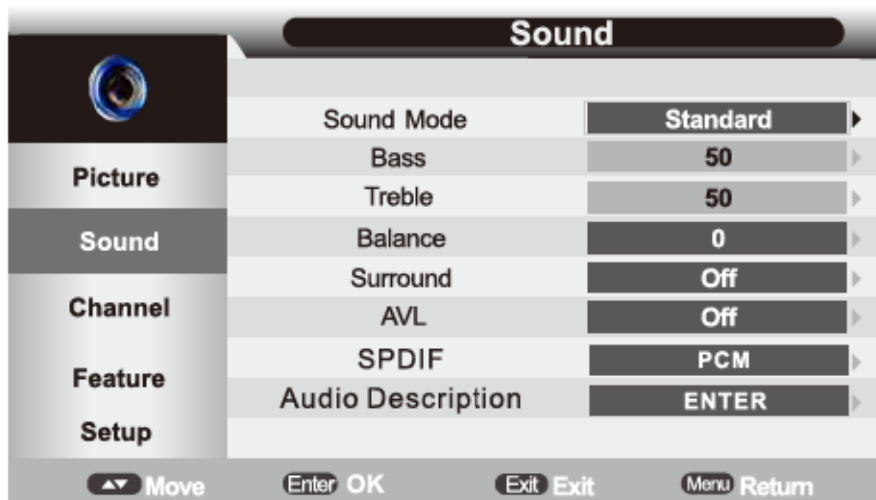 Sound
Picture
Sound
Channel
Feature
Setup
Sound Mode Standard
Bass 50
Treble 50
Balance 0
Surround Off
AVL Off
SPDIF PCM
Audio Description ENTER
Move Enter OK Exit Exit Menu Return